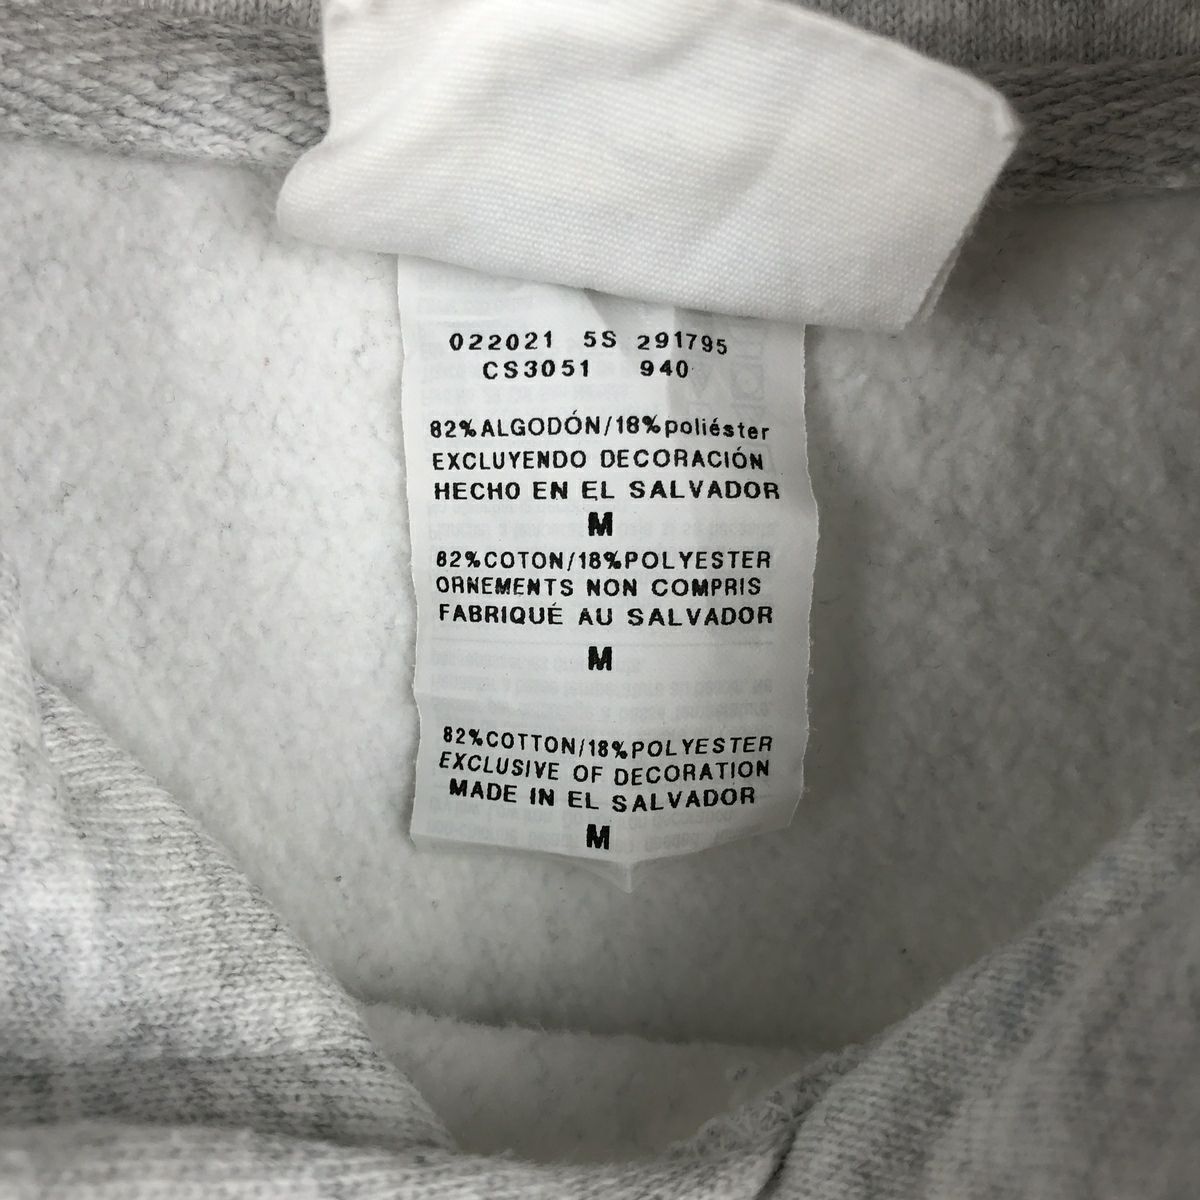 022021 5S 291795
CS3051 940
82%ALGODÓN/18%poliéster
EXCLUYENDO DECORACIÓN
HECHO EN EL SALVADOR
M
82%COTON/18%POLYESTER
ORNEMENTS NON COMPRIS
FABRIQUÉ AU SALVADOR
M
82%COTTON/18%POLYESTER
EXCLUSIVE OF DECORATION
MADE IN EL SALVADOR
M